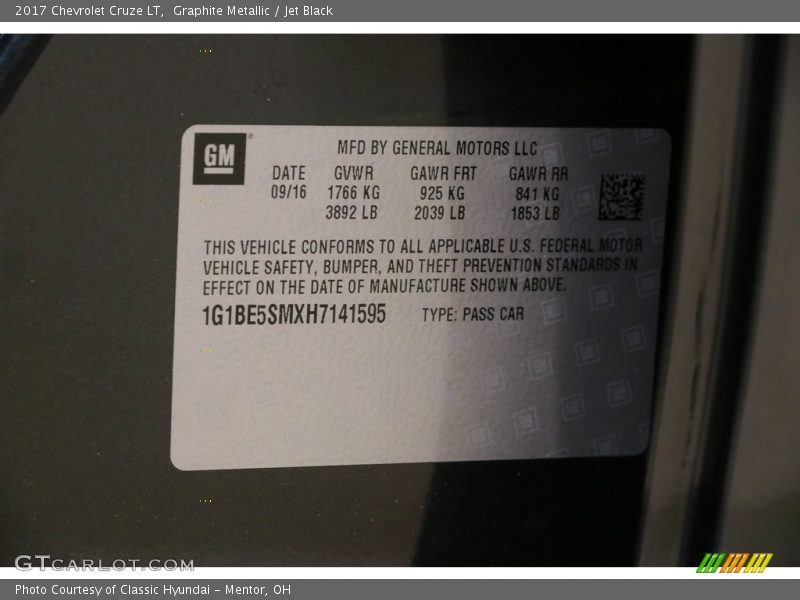 2017 Chevrolet Cruze LT,  Graphite Metallic / Jet Black
GM
MFD BY GENERAL MOTORS LLC
DATE GVWR GAWR FRT GAWR RR
09/16 1766 KG 925 KG 841 KG
3892 LB 2039 LB 1853 LB
THIS VEHICLE CONFORMS TO ALL APPLICABLE U.S. FEDERAL MOTOR
VEHICLE SAFETY, BUMPER, AND THEFT PREVENTION STANDARDS IN
EFFECT ON THE DATE OF MANUFACTURE SHOWN ABOVE.
1G1BE5SMXH7141595 TYPE: PASS CAR
GTcarlot.com
Photo Courtesy of Classic Hyundai - Mentor, OH